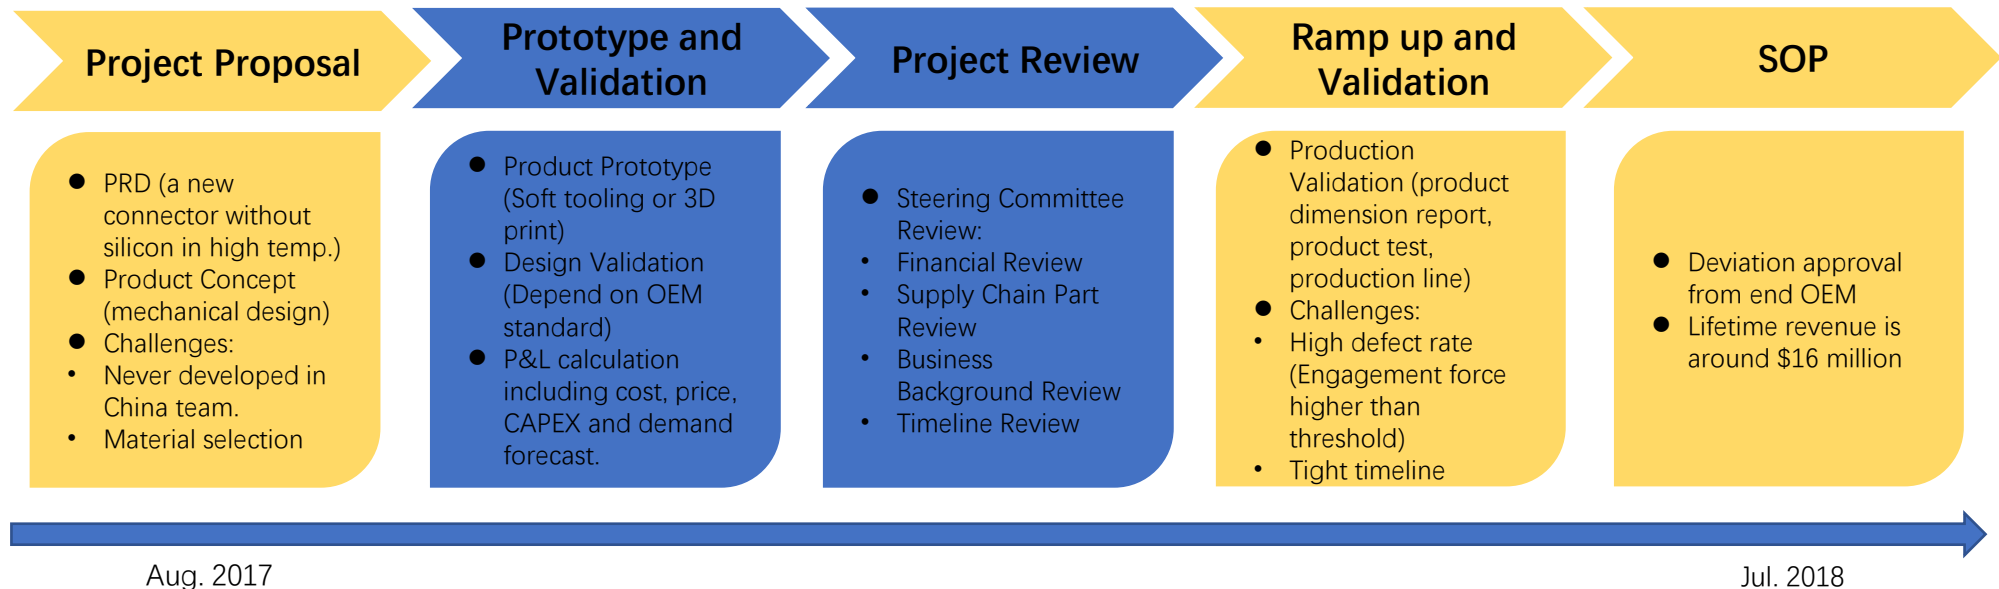 Project Proposal
Prototype and
Validation
Project Review
Ramp up and
Validation
SOP
● PRD (a new
connector without
silicon in high temp.)
● Product Concept
(mechanical design)
● Challenges:
• Never developed in
China team.
• Material selection
● Product Prototype
(Soft tooling or 3D
print)
● Design Validation
(Depend on OEM
standard)
● P&L calculation
including cost, price,
CAPEX and demand
forecast.
● Steering Committee
Review:
• Financial Review
• Supply Chain Part
Review
• Business
Background Review
• Timeline Review
● Production
Validation (product
dimension report,
product test,
production line)
● Challenges:
• High defect rate
(Engagement force
higher than
threshold)
• Tight timeline
● Deviation approval
from end OEM
● Lifetime revenue is
around $16 million
Aug. 2017
Jul. 2018